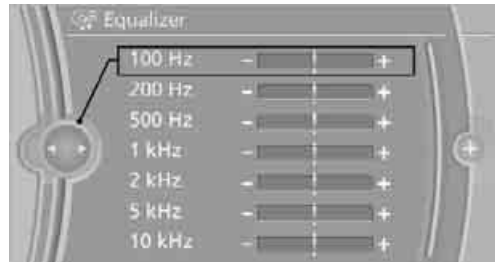 Equalizer
100 Hz - +
200 Hz - +
500 Hz - +
1 kHz - +
2 kHz - +
5 kHz - +
10 kHz - +
+